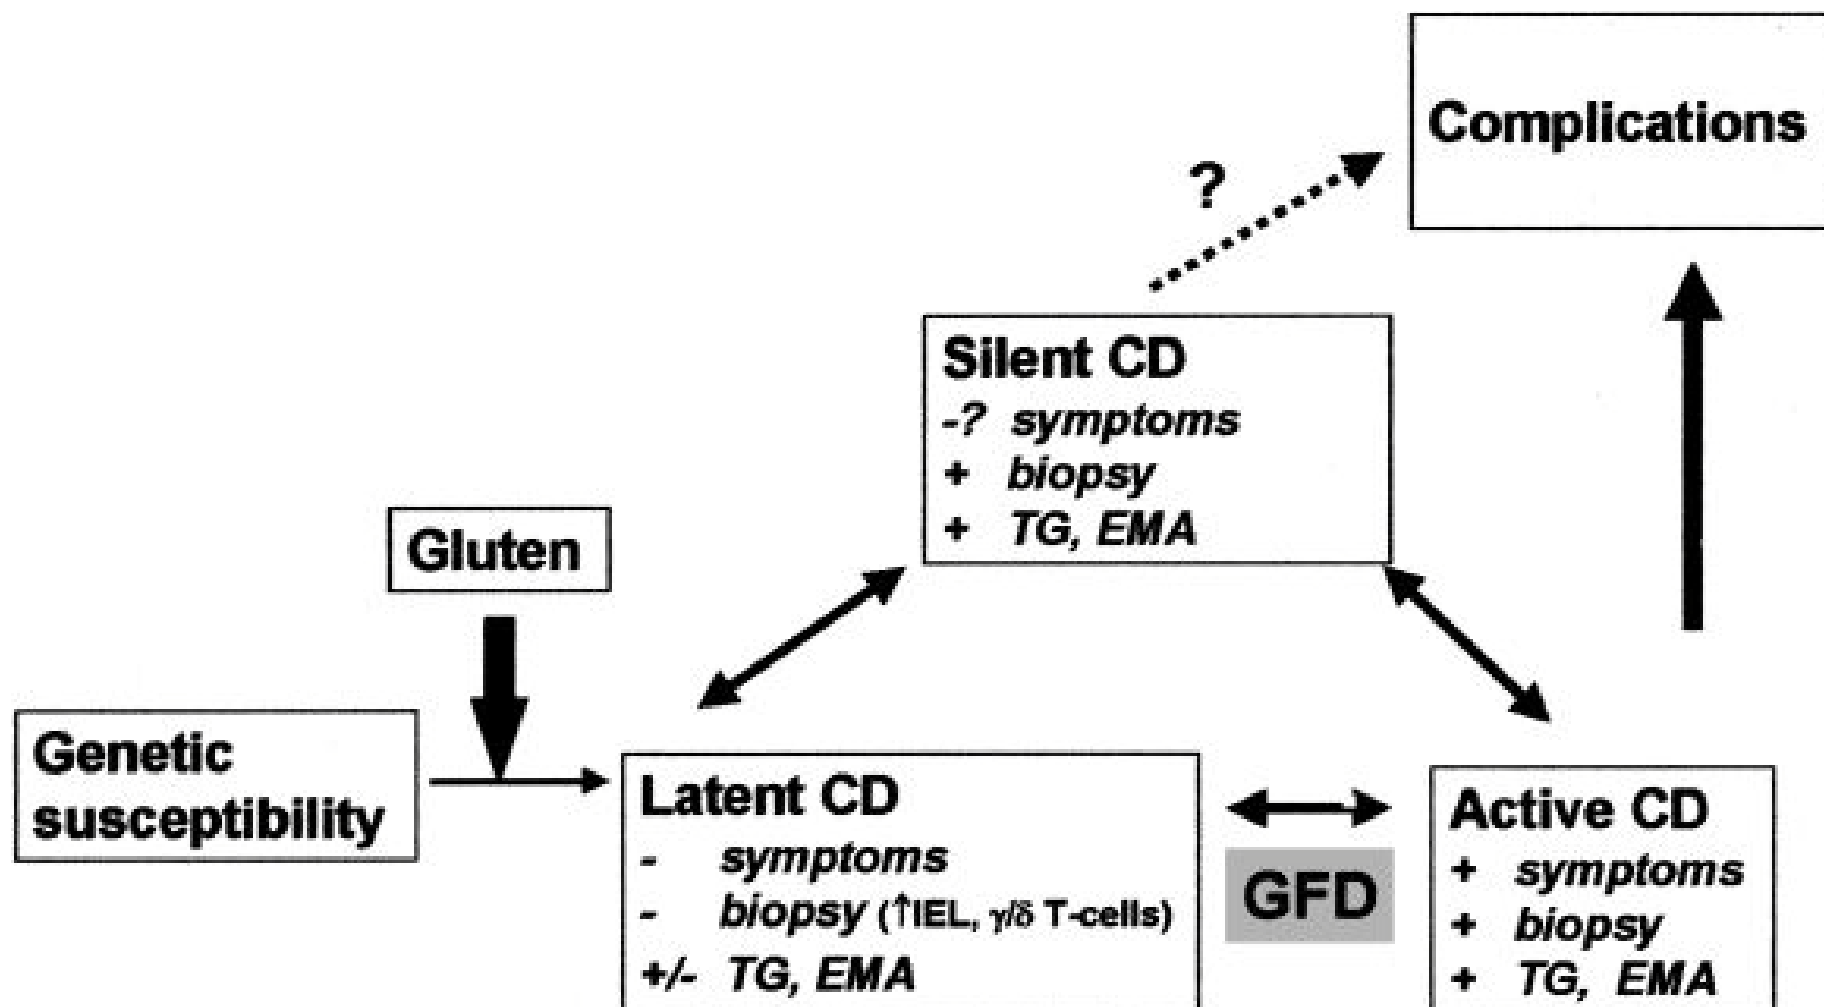 Complications
?
Silent CD
-? symptoms
+ biopsy
+ TG, EMA
Gluten
Genetic
susceptibility
Latent CD
- symptoms
- biopsy (↑IEL, γ/δ T-cells)
+/- TG, EMA
GFD
Active CD
+ symptoms
+ biopsy
+ TG, EMA